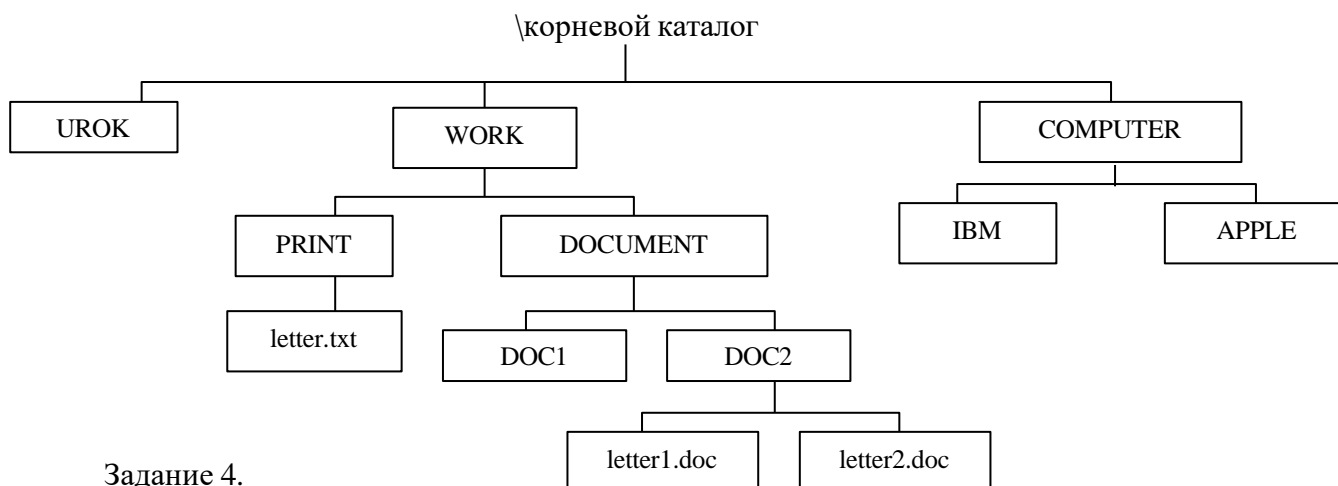 \корневой каталог
UROK
WORK
COMPUTER
PRINT
DOCUMENT
IBM
APPLE
letter.txt
DOC1
DOC2
letter1.doc
letter2.doc
Задание 4.